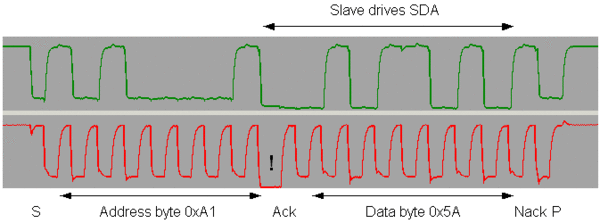 Slave drives SDA
!
S Address byte 0xA1 Ack Data byte 0x5A Nack P